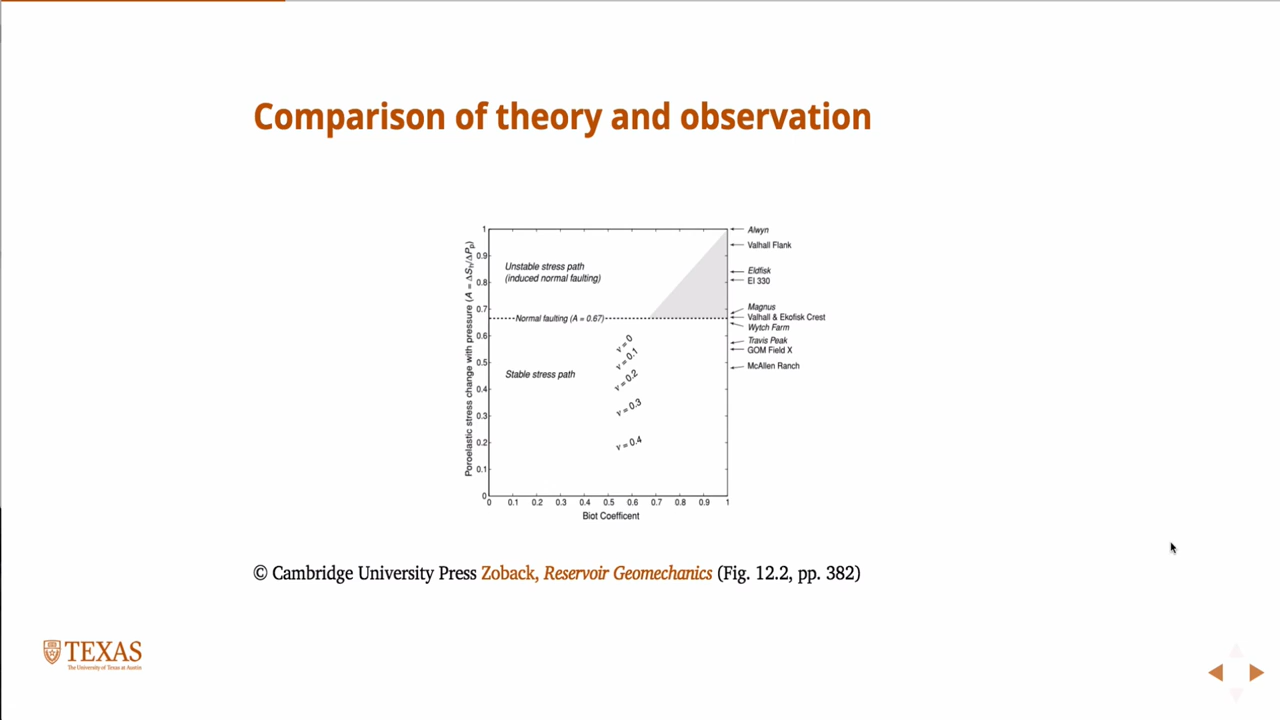 Comparison of theory and observation
Poroelastic stress change with pressure (A = ΔSh/ΔPp)
1
0.9
0.8
0.7
0.6
0.5
0.4
0.3
0.2
0.1
0
Unstable stress path
(induced normal faulting)
Normal faulting (A = 0.67)
Stable stress path
ν = 0
ν = 0.1
ν = 0.2
ν = 0.3
ν = 0.4
Alwyn
Valhall Flank
Eldfisk
EI 330
Magnus
Valhall & Ekofisk Crest
Wytch Farm
Travis Peak
GOM Field X
McAllen Ranch
0 0.1 0.2 0.3 0.4 0.5 0.6 0.7 0.8 0.9 1
Biot Coefficent
© Cambridge University Press Zoback, Reservoir Geomechanics (Fig. 12.2, pp. 382)
TEXAS
The University of Texas at Austin